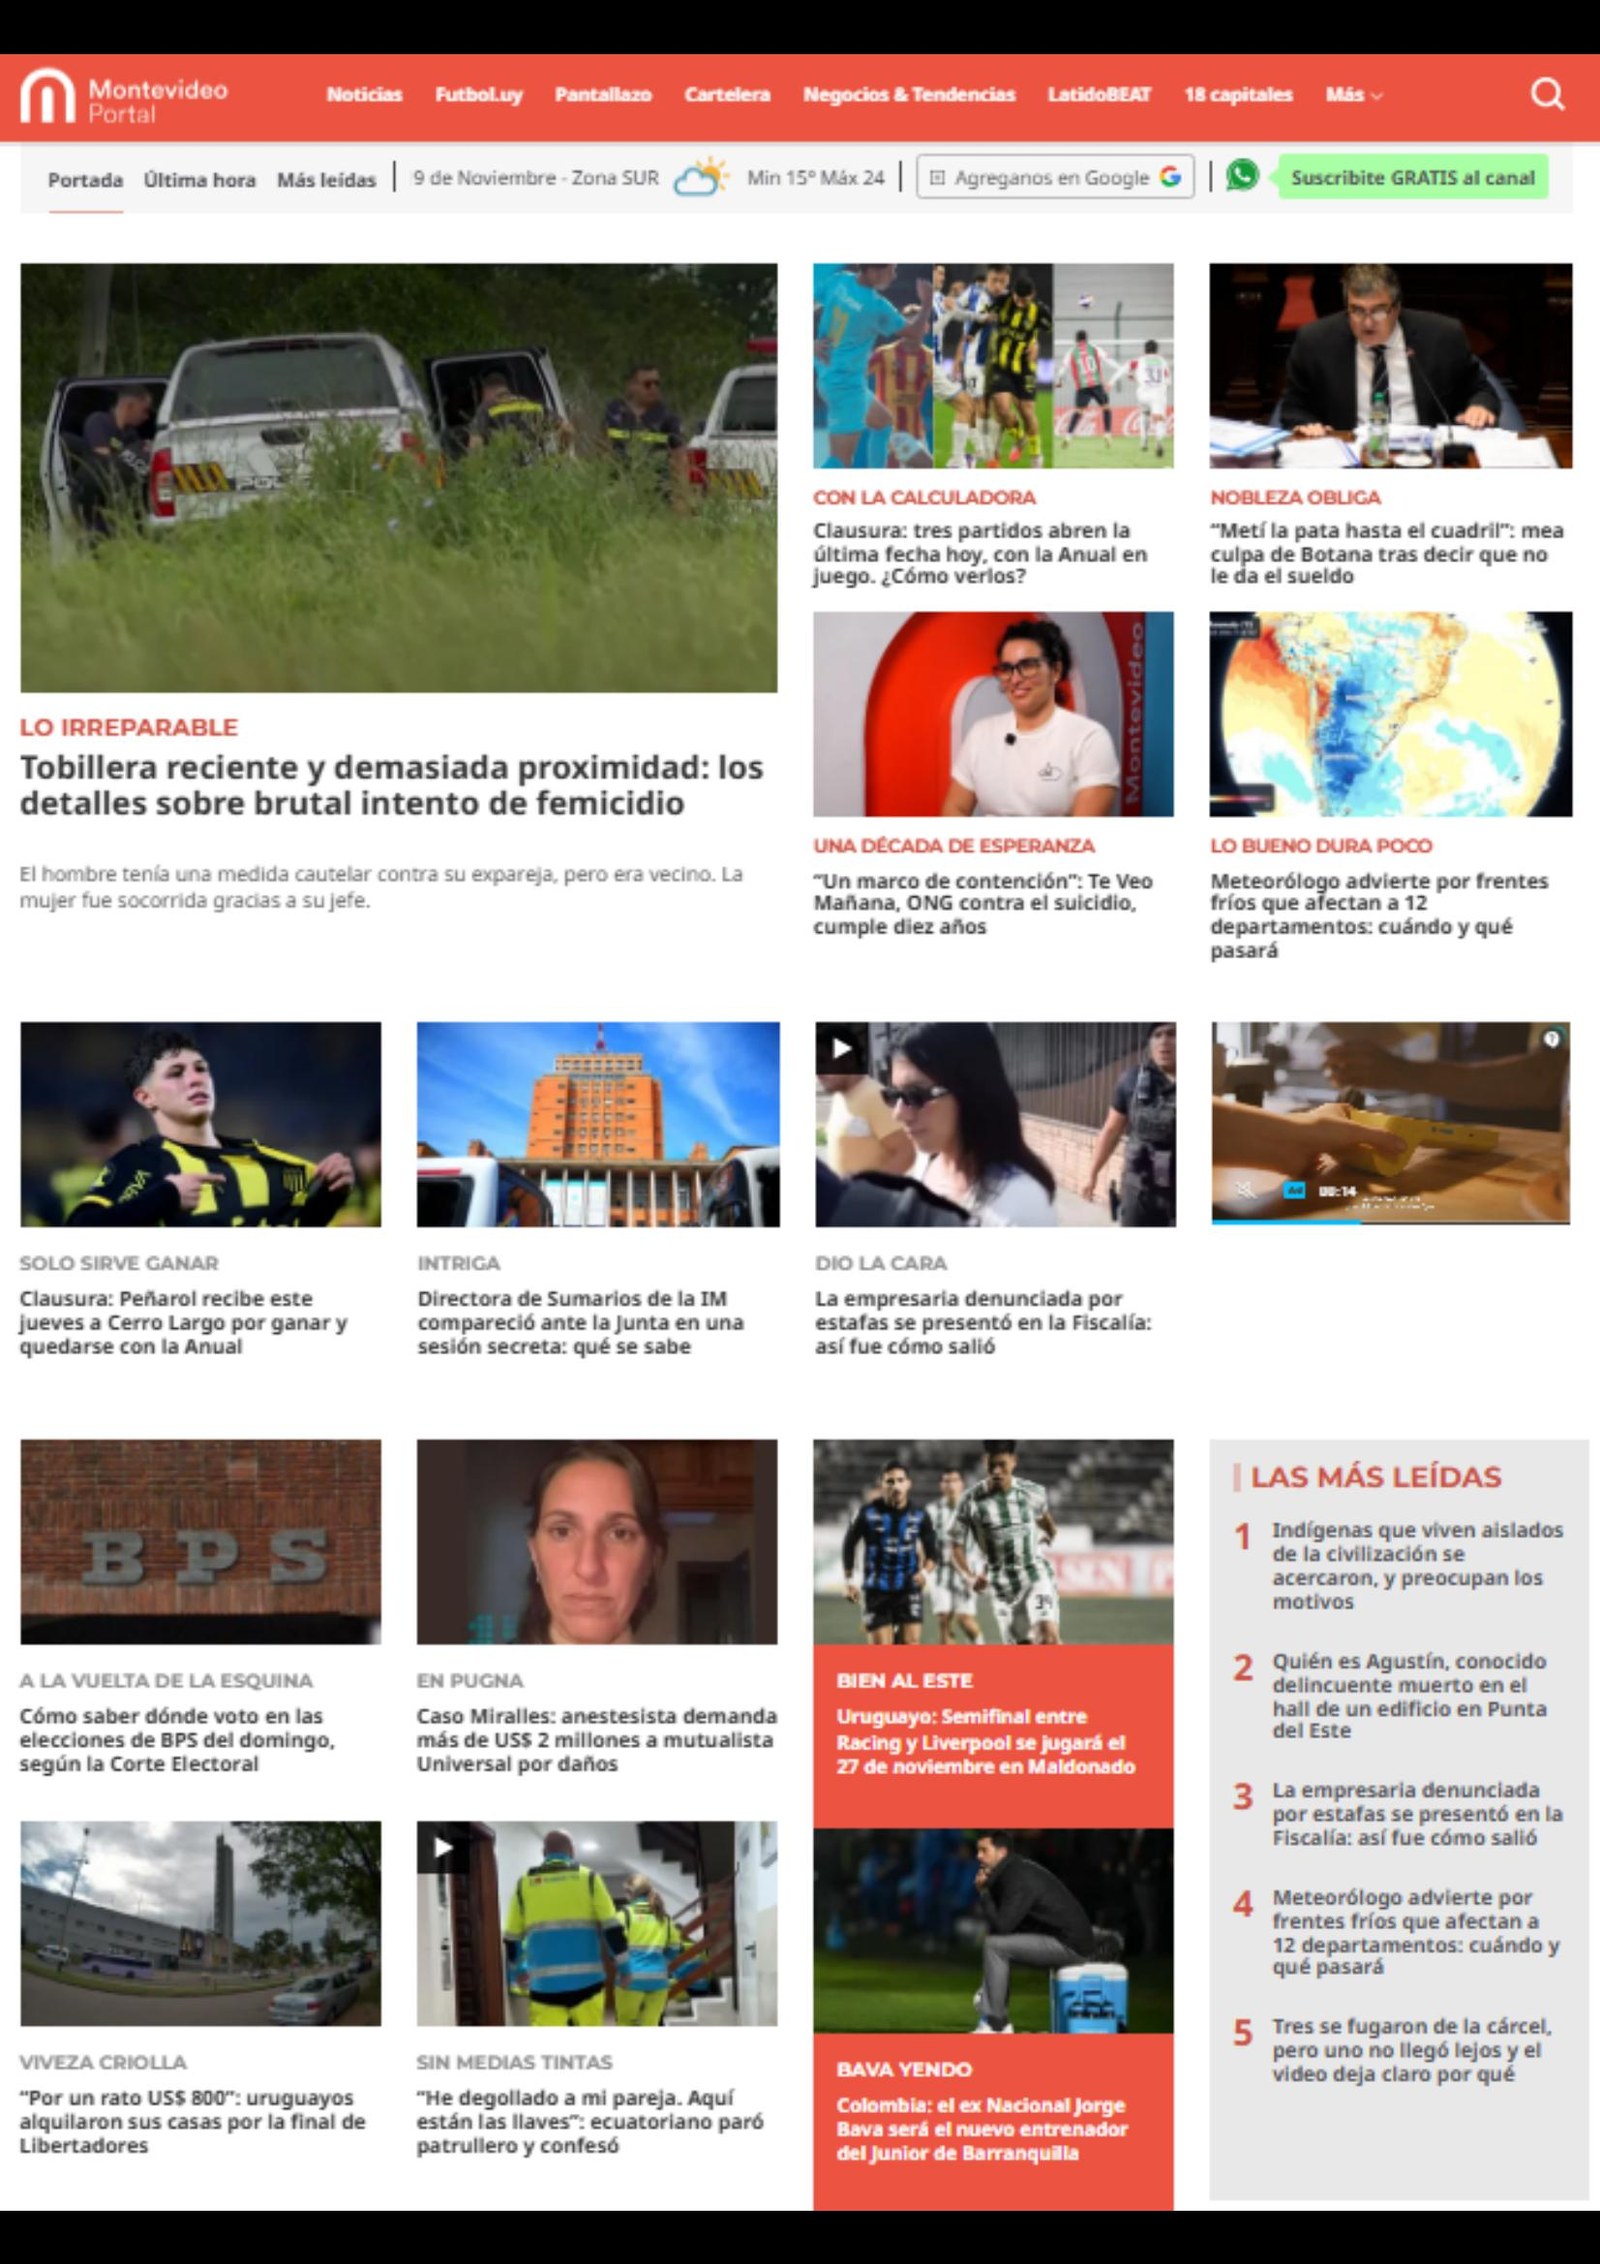 Montevideo
Portal
Noticias Futbol.uy Pantallazo Cartelera Negocios & Tendencias LatidoBEAT 18 capitales Más
Portada Última hora Más leídas 9 de Noviembre - Zona SUR Min 15° Máx 24 Agreganos en Google Suscribite GRATIS al canal
POLIC
LO IRREPARABLE
Tobillera reciente y demasiada proximidad: los
detalles sobre brutal intento de femicidio
El hombre tenía una medida cautelar contra su expareja, pero era vecino. La
mujer fue socorrida gracias a su jefe.
CON LA CALCULADORA
Clausura: tres partidos abren la
última fecha hoy, con la Anual en
juego. ¿Cómo verlos?
NOBLEZA OBLIGA
“Metí la pata hasta el cuadril”: mea
culpa de Botana tras decir que no
le da el sueldo
Montevideo
UNA DÉCADA DE ESPERANZA
“Un marco de contención”: Te Veo
Mañana, ONG contra el suicidio,
cumple diez años
LO BUENO DURA POCO
Meteorólogo advierte por frentes
fríos que afectan a 12
departamentos: cuándo y qué
pasará
SOLO SIRVE GANAR
Clausura: Peñarol recibe este
jueves a Cerro Largo por ganar y
quedarse con la Anual
INTRIGA
Directora de Sumarios de la IM
compareció ante la Junta en una
sesión secreta: qué se sabe
DIO LA CARA
La empresaria denunciada por
estafas se presentó en la Fiscalía:
así fue cómo salió
Ad 00:14
BPS
A LA VUELTA DE LA ESQUINA
Cómo saber dónde voto en las
elecciones de BPS del domingo,
según la Corte Electoral
EN PUGNA
Caso Miralles: anestesista demanda
más de US$ 2 millones a mutualista
Universal por daños
34
BIEN AL ESTE
Uruguayo: Semifinal entre
Racing y Liverpool se jugará el
27 de noviembre en Maldonado
VIVEZA CRIOLLA
“Por un rato US$ 800”: uruguayos
alquilaron sus casas por la final de
Libertadores
SIN MEDIAS TINTAS
“He degollado a mi pareja. Aquí
están las llaves”: ecuatoriano paró
patrullero y confesó
BAVA YENDO
Colombia: el ex Nacional Jorge
Bava será el nuevo entrenador
del Junior de Barranquilla
LAS MÁS LEÍDAS
1 Indígenas que viven aislados
de la civilización se
acercaron, y preocupan los
motivos
2 Quién es Agustín, conocido
delincuente muerto en el
hall de un edificio en Punta
del Este
3 La empresaria denunciada
por estafas se presentó en la
Fiscalía: así fue cómo salió
4 Meteorólogo advierte por
frentes fríos que afectan a
12 departamentos: cuándo y
qué pasará
5 Tres se fugaron de la cárcel,
pero uno no llegó lejos y el
video deja claro por qué